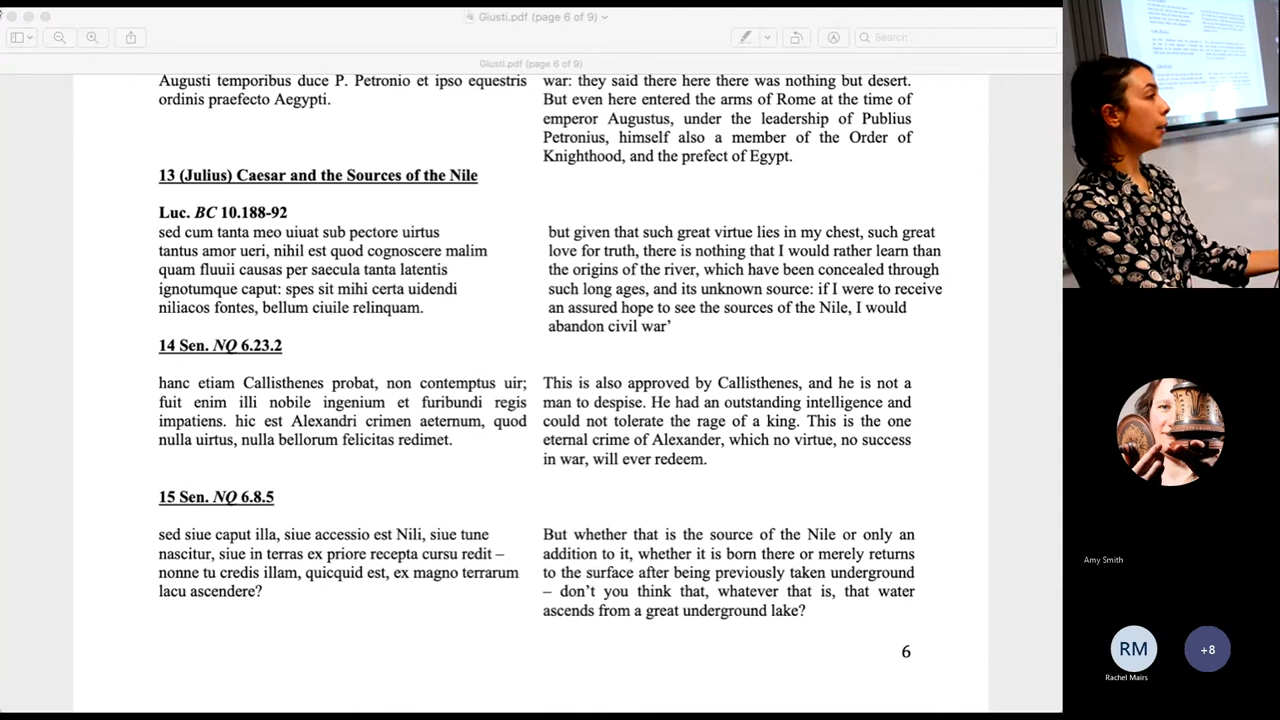 Giusti.pdf (page 6 of 9)
Search
Giusti.pdf (page 6 of 9)
Augusti temporibus duce P. Petronio et ipso equestris
ordinis praefecto Aegypti.
war: they said there here there was nothing but desert.
But even here entered the arms of Rome at the time of
emperor Augustus, under the leadership of Publius
Petronius, himself also a member of the Order of
Knighthood, and the prefect of Egypt.
13 (Julius) Caesar and the Sources of the Nile
Luc. BC 10.188-92
sed cum tanta meo uiuat sub pectore uirtus
tantus amor ueri, nihil est quod cognoscere malim
quam fluuii causas per saecula tanta latentis
ignotumque caput: spes sit mihi certa uidendi
niliacos fontes, bellum ciuile relinquam.
but given that such great virtue lies in my chest, such great
love for truth, there is nothing that I would rather learn than
the origins of the river, which have been concealed through
such long ages, and its unknown source: if I were to receive
an assured hope to see the sources of the Nile, I would
abandon civil war’
14 Sen. NQ 6.23.2
hanc etiam Callisthenes probat, non contemptus uir;
fuit enim illi nobile ingenium et furibundi regis
impatiens. hic est Alexandri crimen aeternum, quod
nulla uirtus, nulla bellorum felicitas redimet.
This is also approved by Callisthenes, and he is not a
man to despise. He had an outstanding intelligence and
could not tolerate the rage of a king. This is the one
eternal crime of Alexander, which no virtue, no success
in war, will ever redeem.
15 Sen. NQ 6.8.5
sed siue caput illa, siue accessio est Nili, siue tunc
nascitur, siue in terras ex priore recepta cursu redit –
nonne tu credis illam, quicquid est, ex magno terrarum
lacu ascendere?
But whether that is the source of the Nile or only an
addition to it, whether it is born there or merely returns
to the surface after being previously taken underground
– don’t you think that, whatever that is, that water
ascends from a great underground lake?
6
Amy Smith
RM
+8
Rachel Mairs